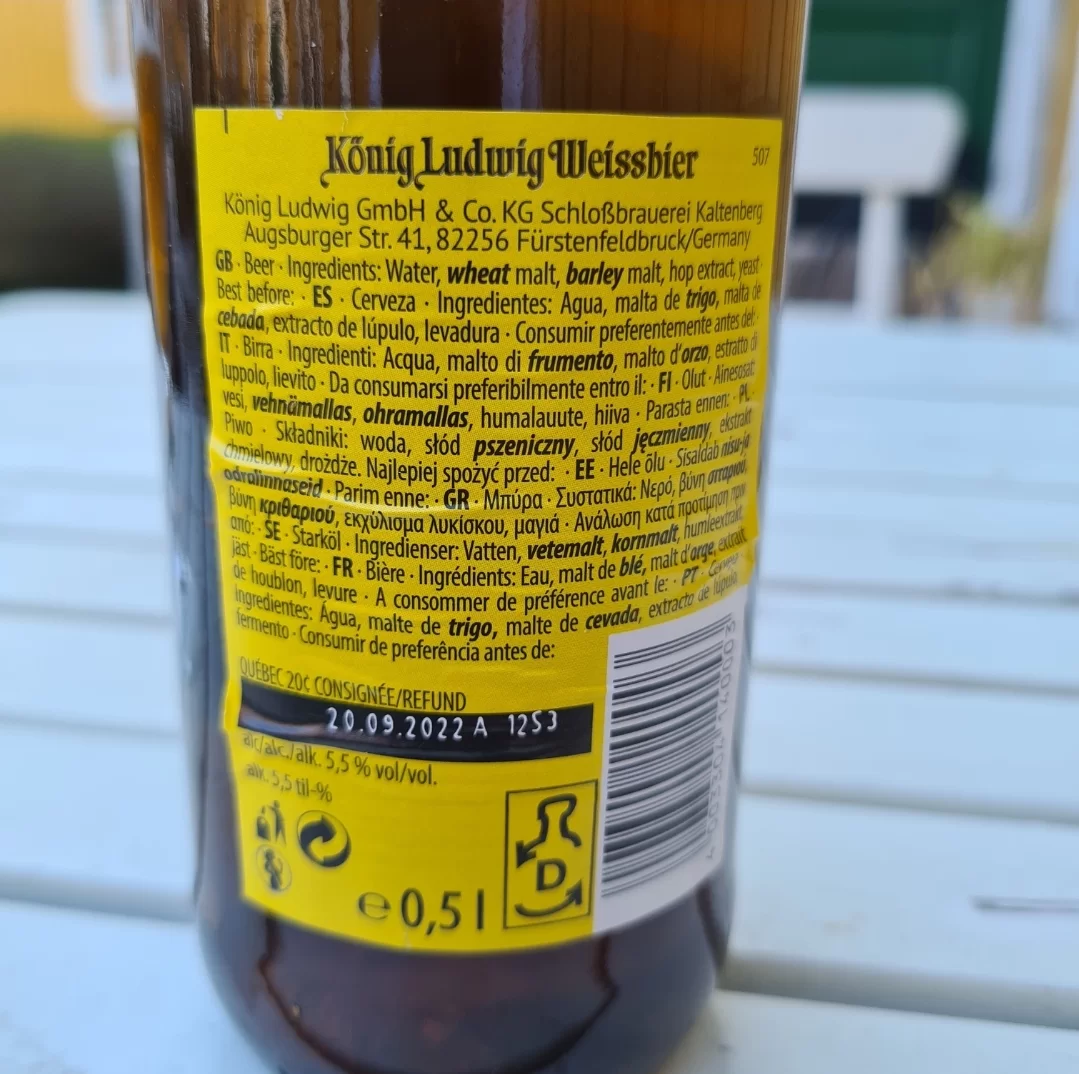 König Ludwig Weissbier
507
König Ludwig GmbH & Co. KG Schloßbrauerei Kaltenberg
Augsburger Str. 41, 82256 Fürstenfeldbruck/Germany
GB · Beer · Ingredients: Water, wheat malt, barley malt, hop extract, yeast ·
Best before: · ES · Cerveza · Ingredientes: Agua, malta de trigo, malta de
cebada, extracto de lúpulo, levadura · Consumir preferentemente antes del: ·
IT · Birra · Ingredienti: Acqua, malto di frumento, malto d'orzo, estratto di
luppolo, lievito · Da consumarsi preferibilmente entro il: · FI · Olut · Ainesosat:
vesi, vehnämallas, ohramallas, humalauute, hiiva · Parasta ennen: · PL ·
Piwo · Składniki: woda, słód pszeniczny, słód jęczmienny, ekstrakt
chmielowy, drożdże. Najlepiej spożyć przed: · EE · Hele õlu · Sisaldab nisu-ja
odralinnaseid · Parim enne: · GR · Μπύρα · Συστατικά: Νερό, βύνη σιταριού,
βύνη κριθαριού, εκχύλισμα λυκίσκου, μαγιά · Ανάλωση κατά προτίμηση πριν
από: · SE · Starköl · Ingredienser: Vatten, vetemalt, kornmalt, humleextrakt,
jäst · Bäst före: · FR · Bière · Ingrédients: Eau, malt de blé, malt d'orge, extrait
de houblon, levure · A consommer de préférence avant le: · PT · Cerveja ·
Ingredientes: Água, malte de trigo, malte de cevada, extracto de lúpulo,
fermento · Consumir de preferência antes de:
QUÉBEC 20¢ CONSIGNÉE/REFUND
20.09.2022 A 1253
alc/alc./alk. 5,5 % vol/vol.
alk. 5,5 til-%
D
e 0,5 l